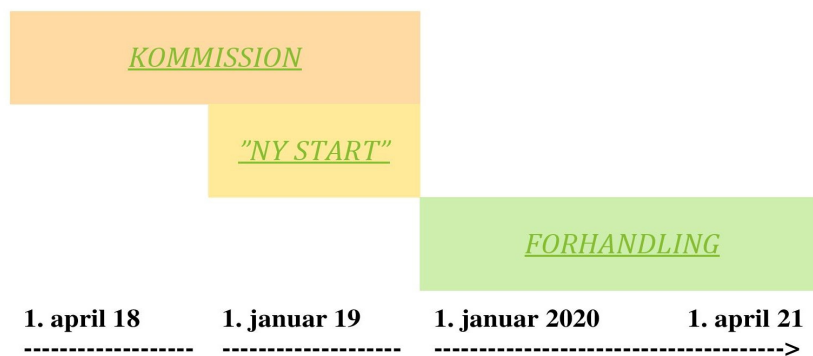 KOMMISSION
”NY START”
FORHANDLING
1. april 18 1. januar 19 1. januar 2020 1. april 21
------------------- -------------------- --------------------------------------->